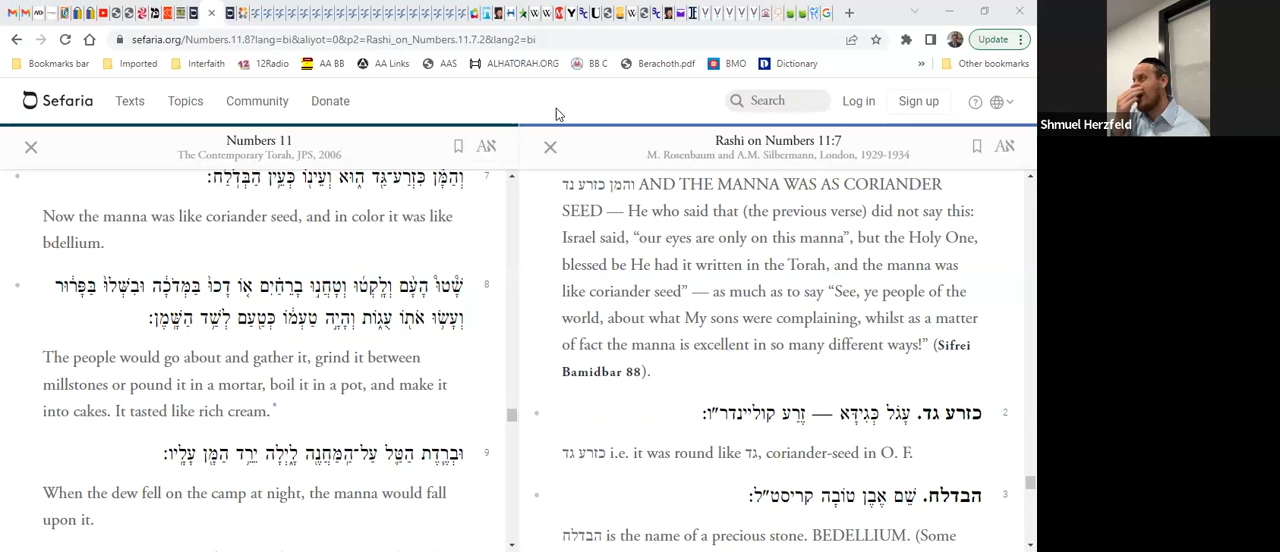 sefaria.org/Numbers.11.8?lang=bi&aliyot=0&p2=Rashi_on_Numbers.11.7.2&lang2=bi
Update
Bookmarks bar
Imported
Interfaith
12Radio
AA BB
AA Links
AAS
ALHATORAH.ORG
BB C
Berachoth.pdf
BMO
Dictionary
»
Other bookmarks
Sefaria
Texts
Topics
Community
Donate
Search
Log in
Sign up
Numbers 11
The Contemporary Torah, JPS, 2006
7
וְהַמָּ֕ן כִּזְרַע־גַּ֖ד ה֑וּא וְעֵינ֖וֹ כְּעֵ֥ין הַבְּדֹֽלַח׃
Now the manna was like coriander seed, and in color it was like
bdellium.
8
שָׁ֩טוּ֩ הָעָ֨ם וְלָֽקְט֜וּ וְטָחֲנ֣וּ בָרֵחַ֗יִם א֤וֹ דָכוּ֙ בַּמְּדֹכָ֔ה וּבִשְּׁלוּ֙ בַּפָּר֔וּר
וְעָשׂ֥וּ אֹת֖וֹ עֻג֑וֹת וְהָיָ֣ה טַעְמ֔וֹ כְּטַ֖עַם לְשַׁ֥ד הַשָּֽׁמֶן׃
The people would go about and gather it, grind it between
millstones or pound it in a mortar, boil it in a pot, and make it
into cakes. It tasted like rich cream.*
9
וּבְרֶ֧דֶת הַטַּ֛ל עַל־הַֽמַּחֲנֶ֖ה לָ֑יְלָה יֵרֵ֥ד הַמָּ֖ן עָלָֽיו׃
When the dew fell on the camp at night, the manna would fall
upon it.
Rashi on Numbers 11:7
M. Rosenbaum and A.M. Silbermann, London, 1929-1934
והמן כזרע גד AND THE MANNA WAS AS CORIANDER
SEED — He who said that (the previous verse) did not say this:
Israel said, “our eyes are only on this manna”, but the Holy One,
blessed be He had it written in the Torah, and the manna was
like coriander seed” — as much as to say “See, ye people of the
world, about what My sons were complaining, whilst as a matter
of fact the manna is excellent in so many different ways!” (Sifrei
Bamidbar 88).
2
כזרע גד. עָגֹל כְּגִידָּא — זֶרַע קוליינדר״ו:
כזרע גד i.e. it was round like גד, coriander-seed in O. F.
3
הבדלח. שֵׁם אֶבֶן טוֹבָה קריסט״ל:
הבדלח is the name of a precious stone. BEDELLIUM. (Some
Shmuel Herzfeld